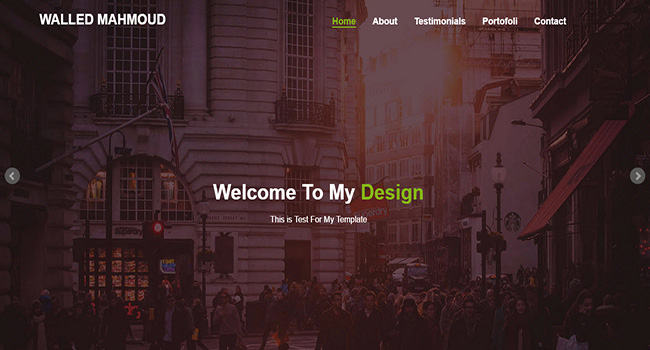 WALLED MAHMOUD
Home About Testimonials Portofoli Contact
Welcome To My Design
This is Test For My Template